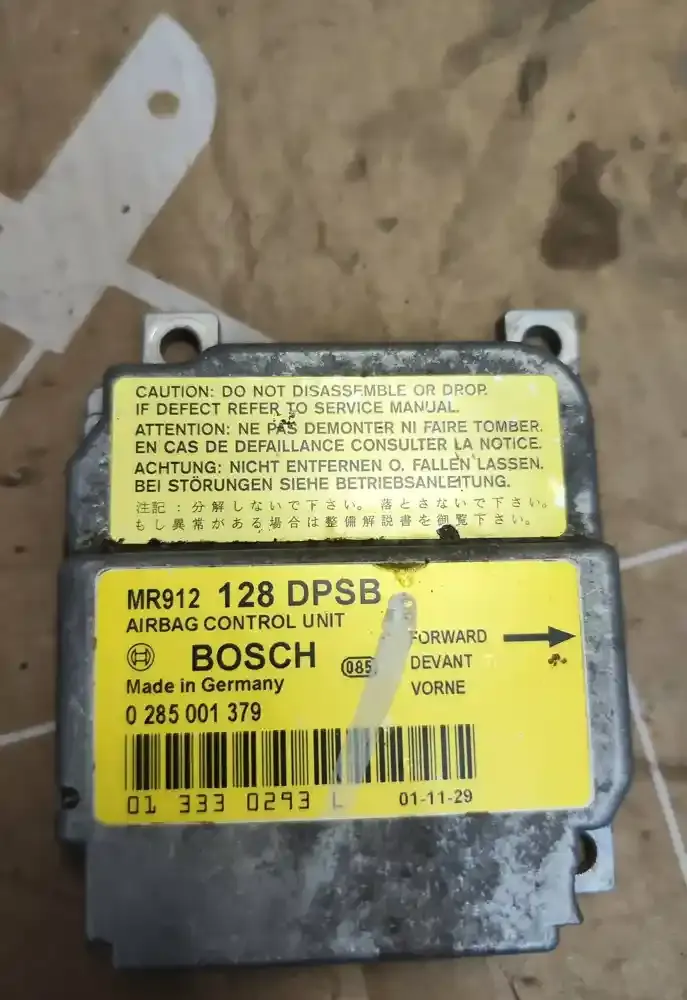 CAUTION: DO NOT DISASSEMBLE OR DROP.
IF DEFECT REFER TO SERVICE MANUAL.
ATTENTION: NE PAS DEMONTER NI FAIRE TOMBER.
EN CAS DE DEFAILLANCE CONSULTER LA NOTICE.
ACHTUNG: NICHT ENTFERNEN O. FALLEN LASSEN.
BEI STÖRUNGEN SIEHE BETRIEBSANLEITUNG.
注記：分解しないで下さい。落とさないで下さい。
もし異常がある場合は整備解説書を御覧下さい。
MR912 128 DPSB
AIRBAG CONTROL UNIT
BOSCH
085
Made in Germany
0 285 001 379
FORWARD
DEVANT
VORNE
01 333 0293 L
01-11-29